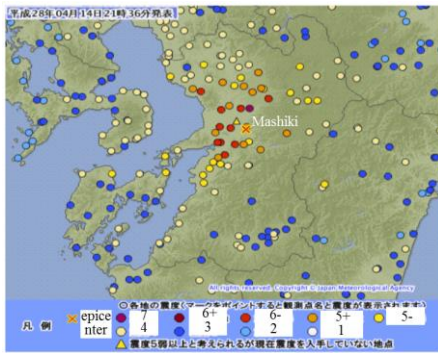 平成28年04月14日21時36分発表
Mashiki
All rights reserved. Copyright © Japan Meteorological Agency
○各地の震度(マークをポイントすると観測点名と震度が表示されます)
凡 例 epice nter 7 6+ 6- 5+ 5-
4 3 2 1
震度5弱以上と考えられるが現在震度を入手していない地点